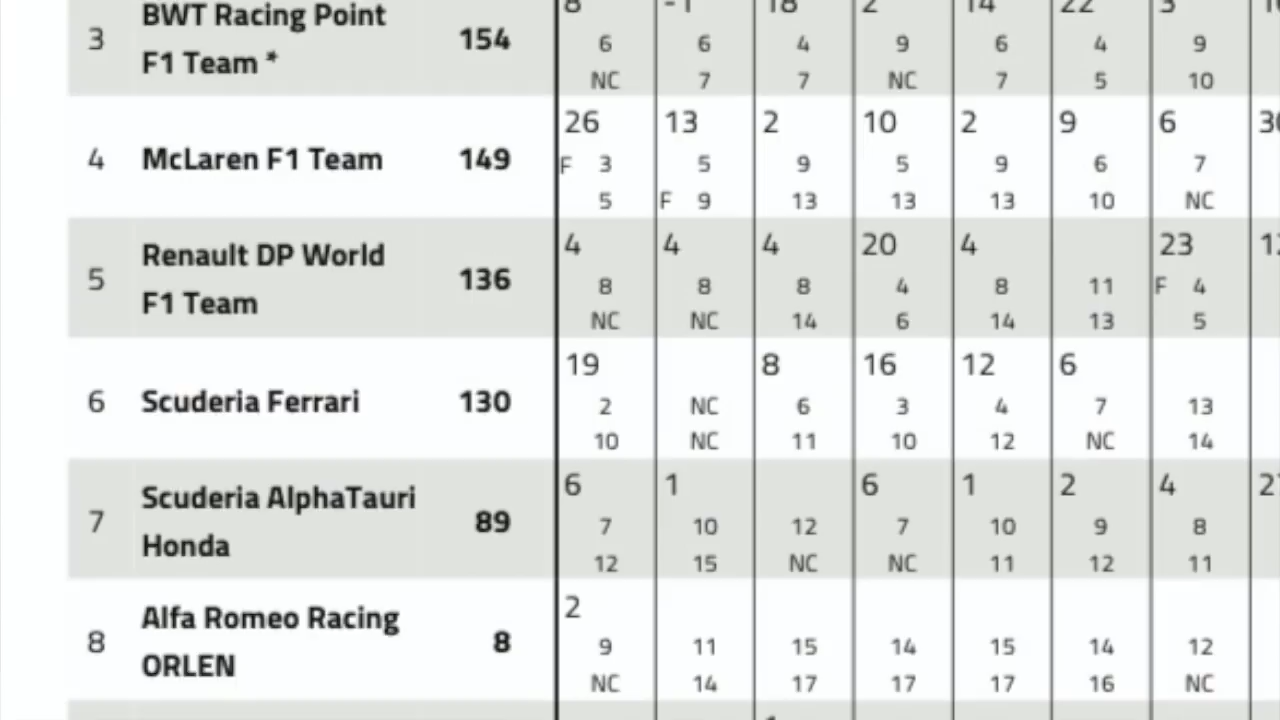 8 -1 18 2 14 22 3
BWT Racing Point
3 154 6 6 4 9 6 4 9
F1 Team *
NC 7 7 NC 7 5 10
26 13 2 10 2 9 6 30
4 McLaren F1 Team 149 F 3 5 9 5 9 6 7
5 F 9 13 13 13 10 NC
4 4 4 20 4 23
Renault DP World
5 136 8 8 8 4 8 11 F 4
F1 Team
NC NC 14 6 14 13 5
19 8 16 12 6
6 Scuderia Ferrari 130 2 NC 6 3 4 7 13
10 NC 11 10 12 NC 14
6 1 6 1 2 4
Scuderia AlphaTauri
7 89 7 10 12 7 10 9 8
Honda
12 15 NC NC 11 12 11
2
Alfa Romeo Racing
8 8 9 11 15 14 15 14 12
ORLEN
NC 14 17 17 17 16 NC